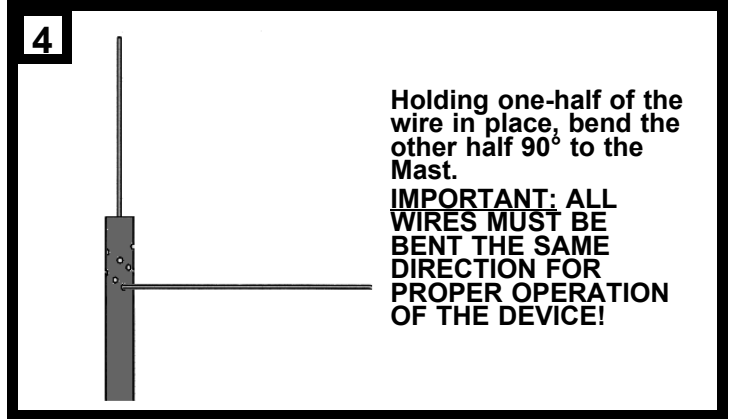 4
Holding one-half of the
wire in place, bend the
other half 90° to the
Mast.
IMPORTANT: ALL
WIRES MUST BE
BENT THE SAME
DIRECTION FOR
PROPER OPERATION
OF THE DEVICE!